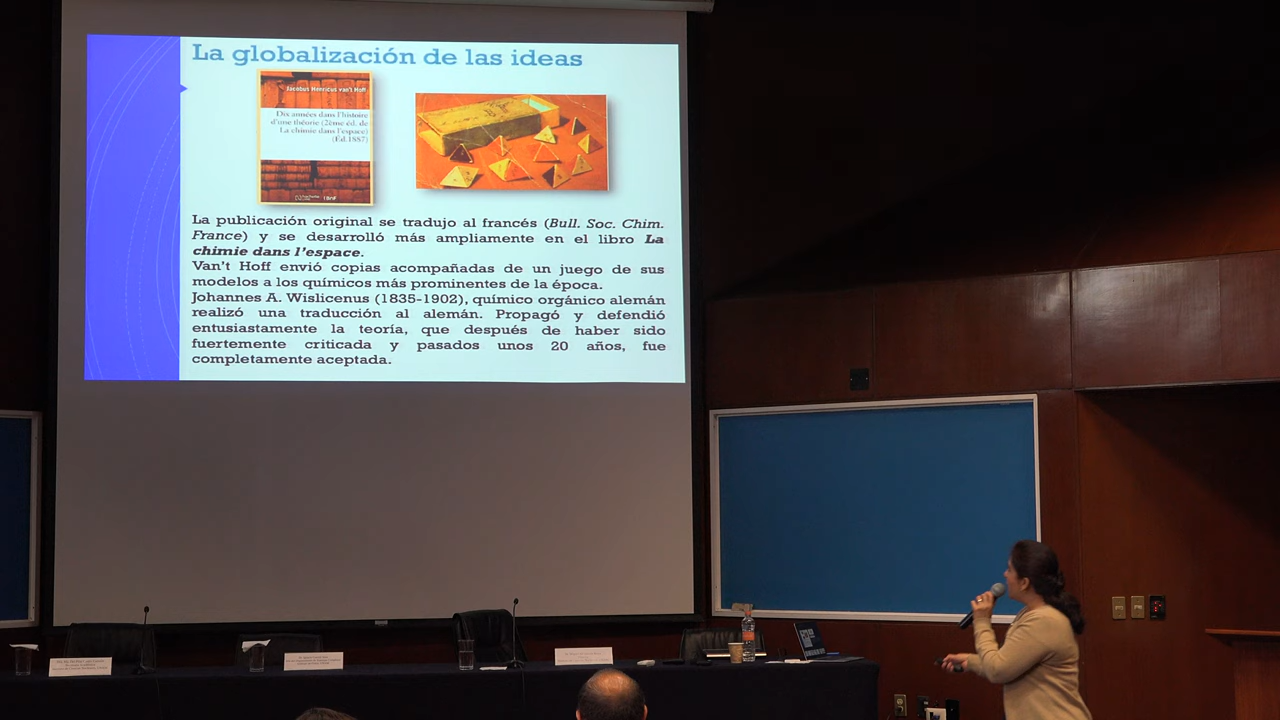 La globalización de las ideas
Jacobus Henricus van't Hoff
Dix années dans l'histoire
d'une théorie (2ème éd. de
La chimie dans l'espace)
(Éd.1887)
La publicación original se tradujo al francés (Bull. Soc. Chim.
France) y se desarrolló más ampliamente en el libro La
chimie dans l'espace.
Van't Hoff envió copias acompañadas de un juego de sus
modelos a los químicos más prominentes de la época.
Johannes A. Wislicenus (1835-1902), químico orgánico alemán
realizó una traducción al alemán. Propagó y defendió
entusiastamente la teoría, que después de haber sido
fuertemente criticada y pasados unos 20 años, fue
completamente aceptada.